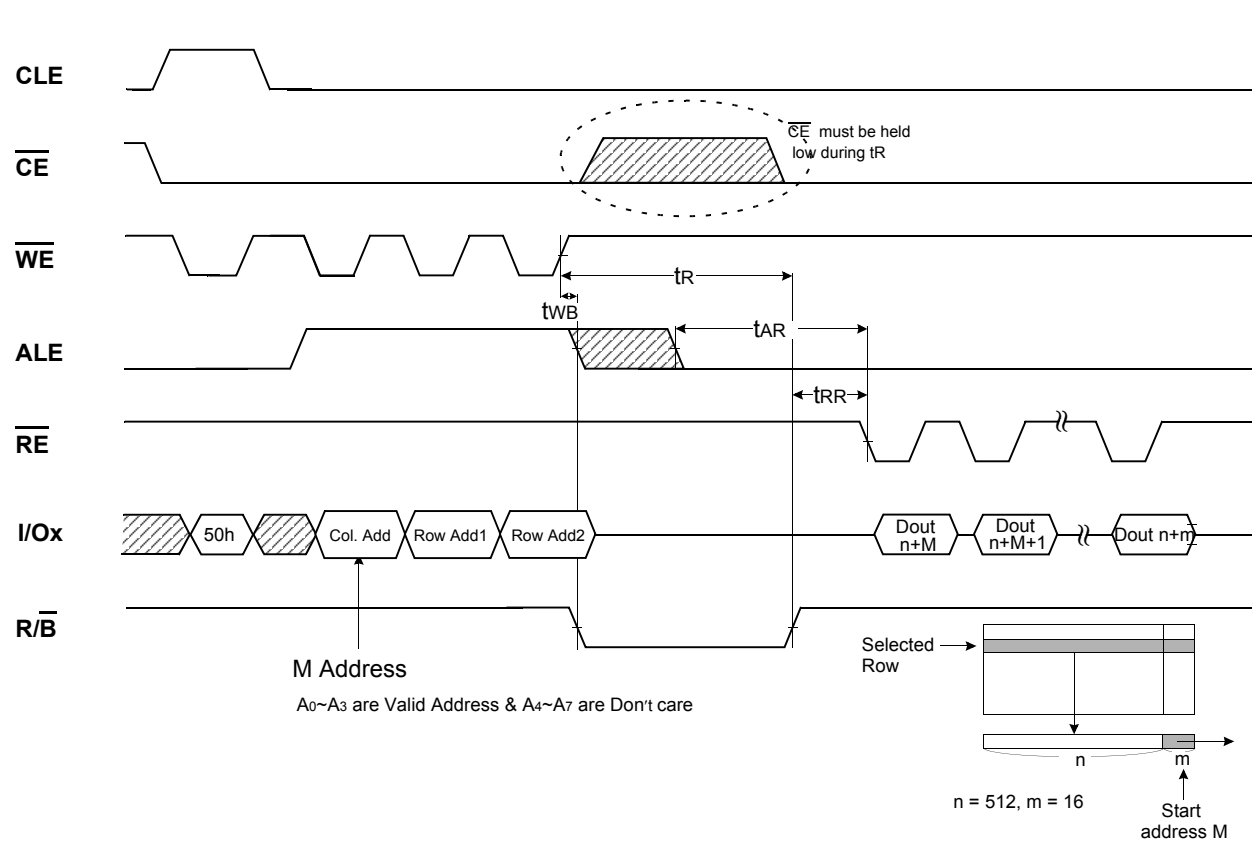 CLE
CE
CE must be held
low during tR
WE
tR
tWB
tAR
ALE
tRR
RE
I/Ox
50h
Col. Add
Row Add1
Row Add2
Dout
n+M
Dout
n+M+1
Dout n+m
R/B
M Address
A0~A3 are Valid Address & A4~A7 are Don't care
Selected
Row
n
m
n = 512, m = 16
Start
address M